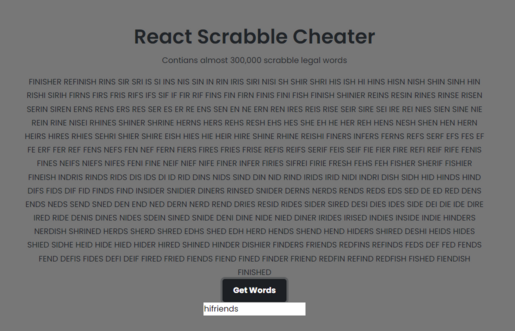 React Scrabble Cheater
Contians almost 300,000 scrabble legal words
FINISHER REFINISH RINS SIR SRI IS SI INS NIS SIN IN RIN IRIS SIRI NISI SH SHIR SHRI HIS ISH HI HINS HISN NISH SHIN SINH HIN
RISHI SIRIH FIRNS FIRS FRIS RIFS IFS SIF IF FIR RIF FINS FIN FIRN FINIS FINI FISH FINISH SHINIER REINS RESIN RINES RINSE RISEN
SERIN SIREN ERNS RENS ERS RES SER ES ER RE ENS SEN EN NE ERN REN IRES REIS RISE SEIR SIRE SEI IRE REI NIES SIEN SINE NIE
REIN RINE NISEI RHINES SHINER SHRINE HERNS HERS REHS RESH EHS HES SHE EH HE HER REH HENS NESH SHEN HEN HERN
HEIRS HIRES RHIES SEHRI SHIER SHIRE EISH HIES HIE HEIR HIRE SHINE RHINE REISHI FINERS INFERS FERNS REFS SERF EFS FES EF
FE ERF FER REF FENS NEFS FEN NEF FERN FIERS FIRES FRIES FRISE REFIS REIFS SERIF FEIS SEIF FIE FIER FIRE REFI REIF RIFE FENIS
FINES NEIFS NIEFS NIFES FENI FINE NEIF NIEF NIFE FINER INFER FIRIES SIFREI FIRIE FRESH FEHS FEH FISHER SHERIF FISHIER
FINEISH INDRIS RINDS RIDS DIS IDS DI ID RID DINS NIDS SIND DIN NID RIND IRIDS IRID NIDI INDRI DISH SIDH HID HINDS HIND
DIFS FIDS DIF FID FINDS FIND INSIDER SNIDIER DINERS RINSED SNIDER DERNS NERDS RENDS REDS EDS SED DE ED RED DENS
ENDS NEDS SEND SNED DEN END NED DERN NERD REND DRIES RESID RIDES SIDER SIRED DESI DIES IDES SIDE DEI DIE IDE DIRE
IRED RIDE DENIS DINES NIDES SDEIN SINED SNIDE DENI DINE NIDE NIED DINER IRIDES IRISED INDIES INSIDE INDIE HINDERS
NERDISH SHRINED HERDS SHERD SHRED EDHS SHED EDH HERD HENDS SHEND HEND HIDERS SHIRED DESHI HEIDS HIDES
SHIED SIDHE HEID HIDE HIED HIDER HIRED SHINED HINDER DISHIER FINDERS FRIENDS REDFINS REFINDS FEDS DEF FED FENDS
FEND DEFIS FIDES DEFI DEIF FIRED FRIED FIENDS FIEND FINED FINDER FRIEND REDFIN REFIND REDFISH FISHED FIENDISH
FINISHED
Get Words
hifriends